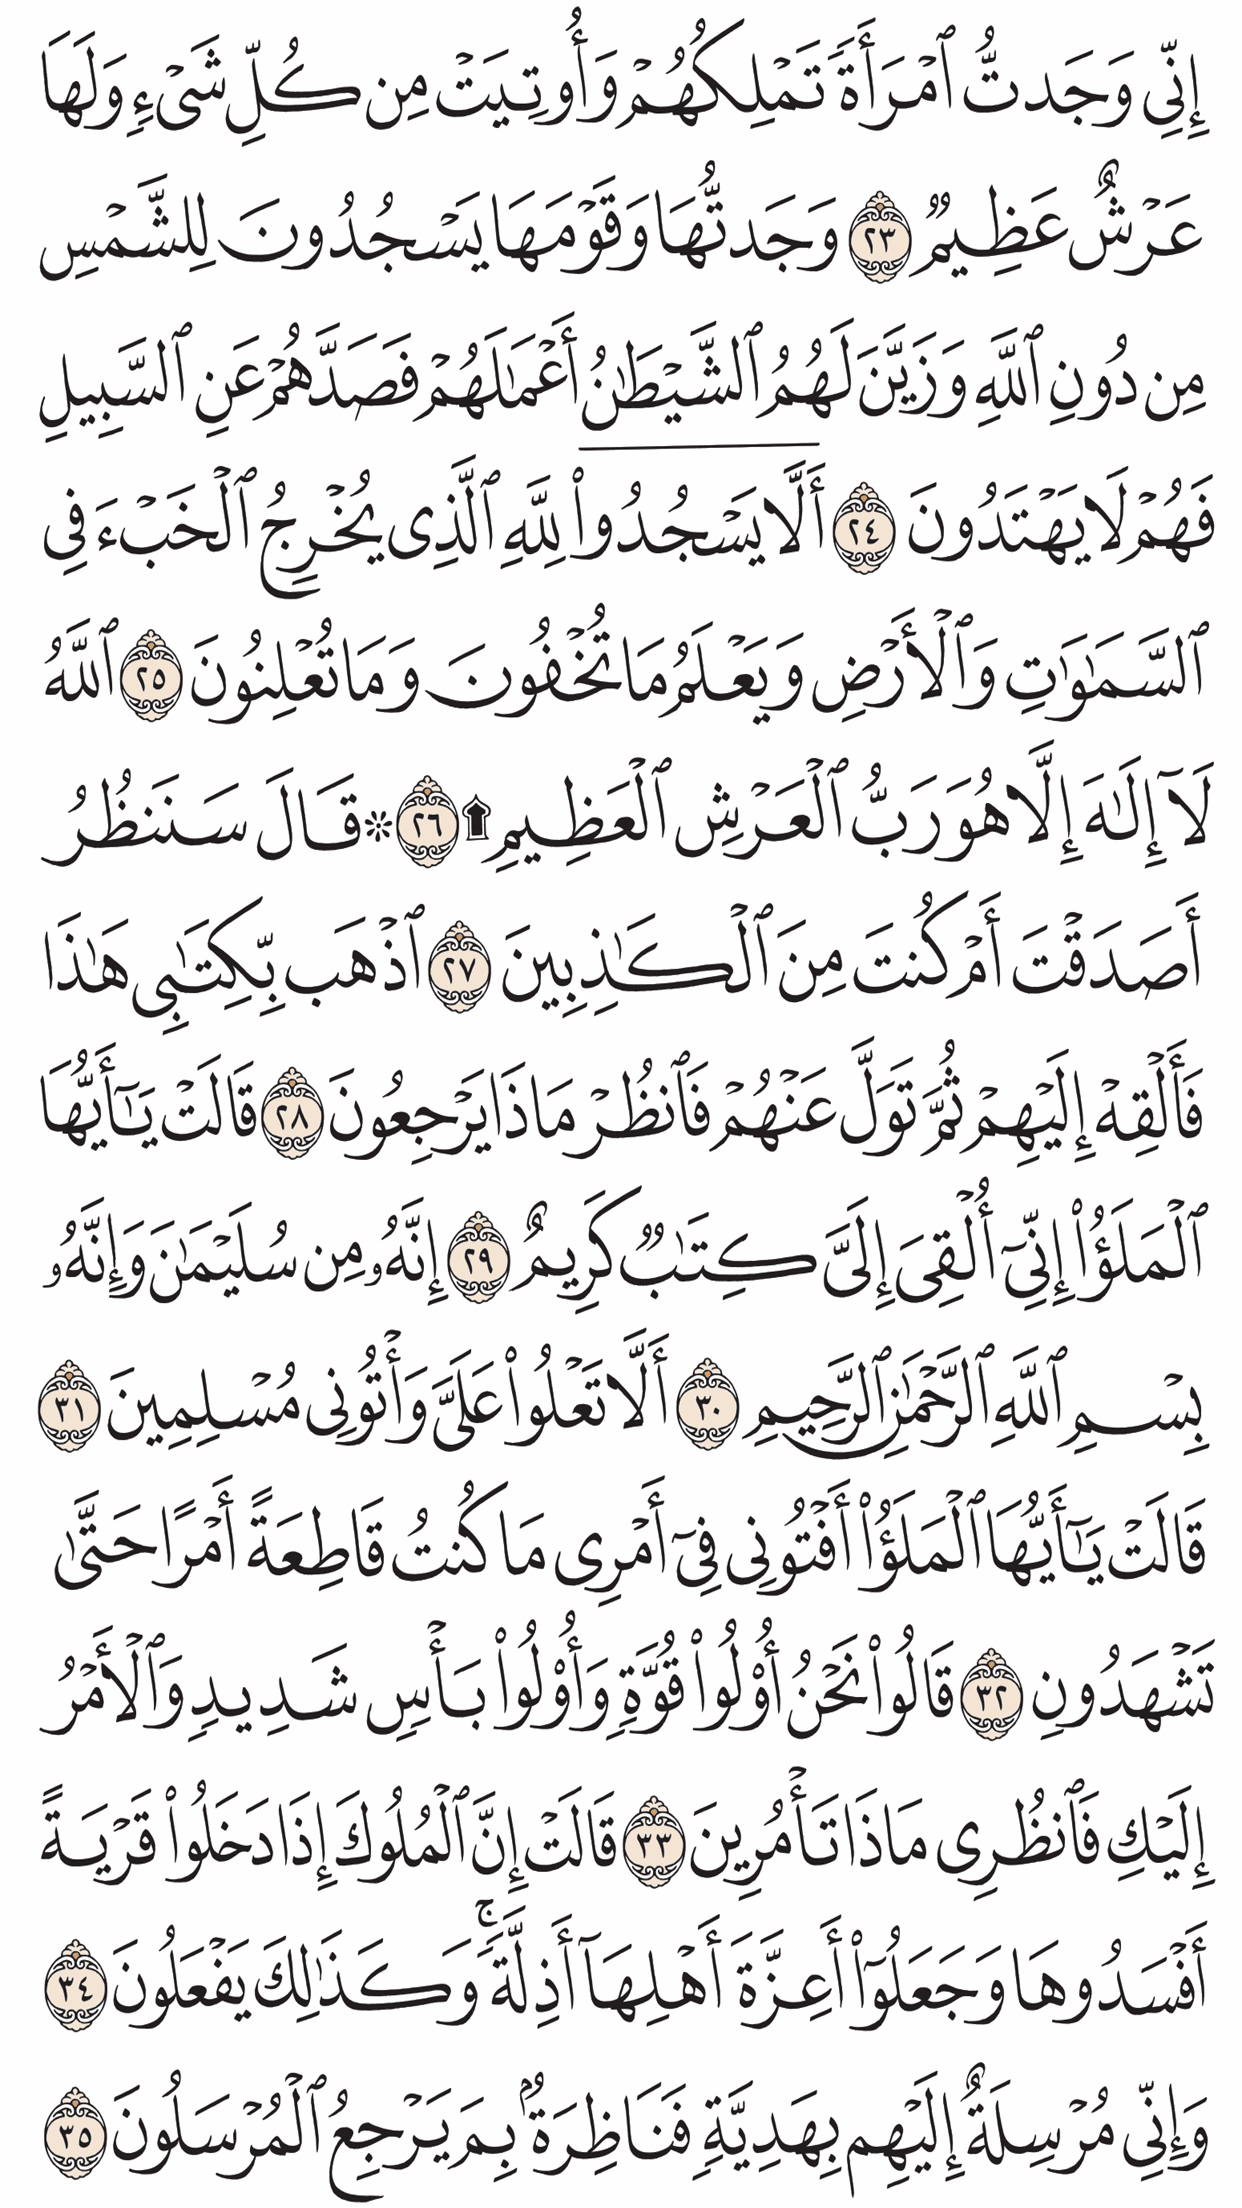 إِنِّى وَجَدتُّ ٱمْرَأَةً تَمْلِكُهُمْ وَأُوتِيَتْ مِن كُلِّ شَىْءٍ وَلَهَا
عَرْشٌ عَظِيمٌ ٢٣ وَجَدتُّهَا وَقَوْمَهَا يَسْجُدُونَ لِلشَّمْسِ
مِن دُونِ ٱللَّهِ وَزَيَّنَ لَهُمُ ٱلشَّيْطَٰنُ أَعْمَٰلَهُمْ فَصَدَّهُمْ عَنِ ٱلسَّبِيلِ
فَهُمْ لَا يَهْتَدُونَ ٢٤ أَلَّا يَسْجُدُوا۟ لِلَّهِ ٱلَّذِى يُخْرِجُ ٱلْخَبْءَ فِى
ٱلسَّمَٰوَٰتِ وَٱلْأَرْضِ وَيَعْلَمُ مَا تُخْفُونَ وَمَا تُعْلِنُونَ ٢٥ ٱللَّهُ
لَآ إِلَٰهَ إِلَّا هُوَ رَبُّ ٱلْعَرْشِ ٱلْعَظِيمِ ۩ ٢٦ * قَالَ سَنَنظُرُ
أَصَدَقْتَ أَمْ كُنتَ مِنَ ٱلْكَٰذِبِينَ ٢٧ ٱذْهَب بِّكِتَٰبِى هَٰذَا
فَأَلْقِهْ إِلَيْهِمْ ثُمَّ تَوَلَّ عَنْهُمْ فَٱنظُرْ مَاذَا يَرْجِعُونَ ٢٨ قَالَتْ يَٰٓأَيُّهَا
ٱلْمَلَؤُا۟ إِنِّىٓ أُلْقِىَ إِلَىَّ كِتَٰبٌ كَرِيمٌ ٢٩ إِنَّهُۥ مِن سُلَيْمَٰنَ وَإِنَّهُۥ
بِسْمِ ٱللَّهِ ٱلرَّحْمَٰنِ ٱلرَّحِيمِ ٣٠ أَلَّا تَعْلُوا۟ عَلَىَّ وَأْتُونِى مُسْلِمِينَ ٣١
قَالَتْ يَٰٓأَيُّهَا ٱلْمَلَؤُا۟ أَفْتُونِى فِىٓ أَمْرِى مَا كُنتُ قَاطِعَةً أَمْرًا حَتَّىٰ
تَشْهَدُونِ ٣٢ قَالُوا۟ نَحْنُ أُو۟لُوا۟ قُوَّةٍ وَأُو۟لُوا۟ بَأْسٍ شَدِيدٍ وَٱلْأَمْرُ
إِلَيْكِ فَٱنظُرِى مَاذَا تَأْمُرِينَ ٣٣ قَالَتْ إِنَّ ٱلْمُلُوكَ إِذَا دَخَلُوا۟ قَرْيَةً
أَفْسَدُوهَا وَجَعَلُوٓا۟ أَعِزَّةَ أَهْلِهَآ أَذِلَّةً ۚ وَكَذَٰلِكَ يَفْعَلُونَ ٣٤
وَإِنِّى مُرْسِلَةٌ إِلَيْهِم بِهَدِيَّةٍ فَنَاظِرَةٌۢ بِمَ يَرْجِعُ ٱلْمُرْسَلُونَ ٣٥